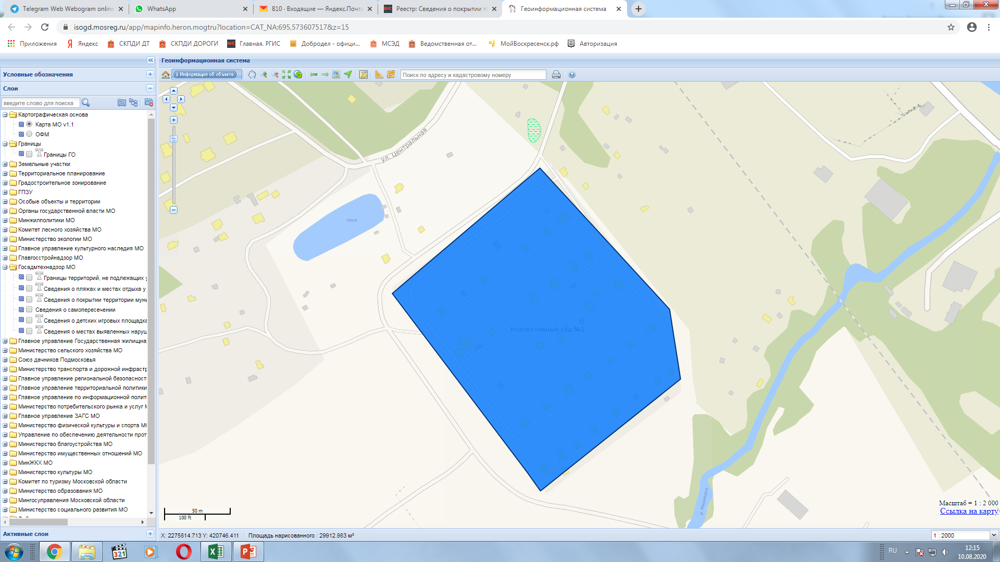 Telegram Web Webogram online
WhatsApp
810 · Входящие — Яндекс.Почта
Реестр: Сведения о покрытии т
Геоинформационная система
isogd.mosreg.ru/app/mapinfo.heron.mogtru?location=CAT_NA:695,573607517&z=15
Приложения
Яндекс
СКПДИ ДТ
СКПДИ ДОРОГИ
Главная. РГИС
Добродел - офици...
МСЭД
Ведомственная от...
МойВоскресенск.рф
Авторизация
Геоинформационная система
Условные обозначения
Информация об объекте
Поиск по адресу и кадастровому номеру
Слои
введите слово для поиска
Картографическая основа
Карта МО v1.1
ОФМ
Границы
Границы ГО
Земельные участки
Территориальное планирование
Градостроительное зонирование
ГПЗУ
Особые объекты и территории
Органы государственной власти МО
Минжилполитики МО
Комитет лесного хозяйства МО
Министерство экологии МО
Главное управление культурного наследия МО
Главгосстройнадзор МО
Госадмтехнадзор МО
Границы территорий, не подлежащих у
Сведения о пляжах и местах отдыха у
Сведения о покрытии территории муни
Сведения о самопересечении
Сведения о детских игровых площадка
Сведения о местах выявленных наруш
Главное управление Государственная жилищна
Министерство сельского хозяйства МО
Союз дачников Подмосковья
Министерство транспорта и дорожной инфрастр
Главное управление региональной безопасност
Главное управление территориальной политики
Главное управление по информационной полит
Министерство потребительского рынка и услуг М
Главное управление ЗАГС МО
Министерство физической культуры и спорта МО
Управление по обеспечению деятельности прот
Министерство благоустройства МО
Министерство имущественных отношений МО
МинЖКХ МО
Министерство культуры МО
Комитет по туризму Московской области
Министерство образования МО
Мингосуправления Московской области
Министерство социального развития МО
Активные слои
ул. Центральная
пруд
Коллективный сад №1
р. Медведка
50 m
100 ft
Масштаб = 1 : 2 000
Ссылка на карту
X: 2275814.713 Y: 420746.411
Площадь нарисованного : 29912.983 м²
1 : 2000
321
RU
12:15
10.08.2020